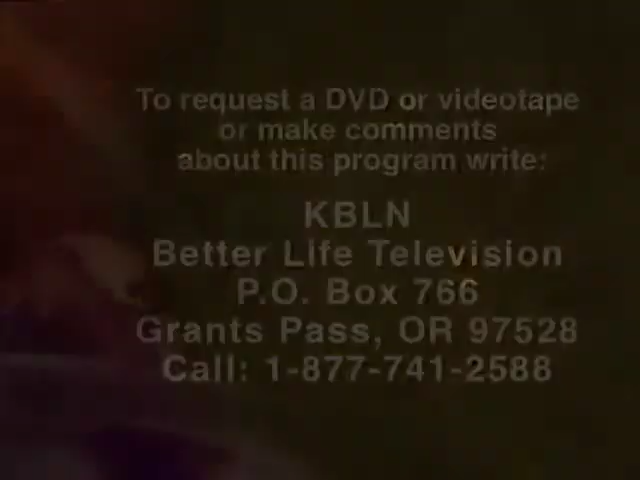 To request a DVD or videotape
or make comments
about this program write:
KBLN
Better Life Television
P.O. Box 766
Grants Pass, OR 97528
Call: 1-877-741-2588